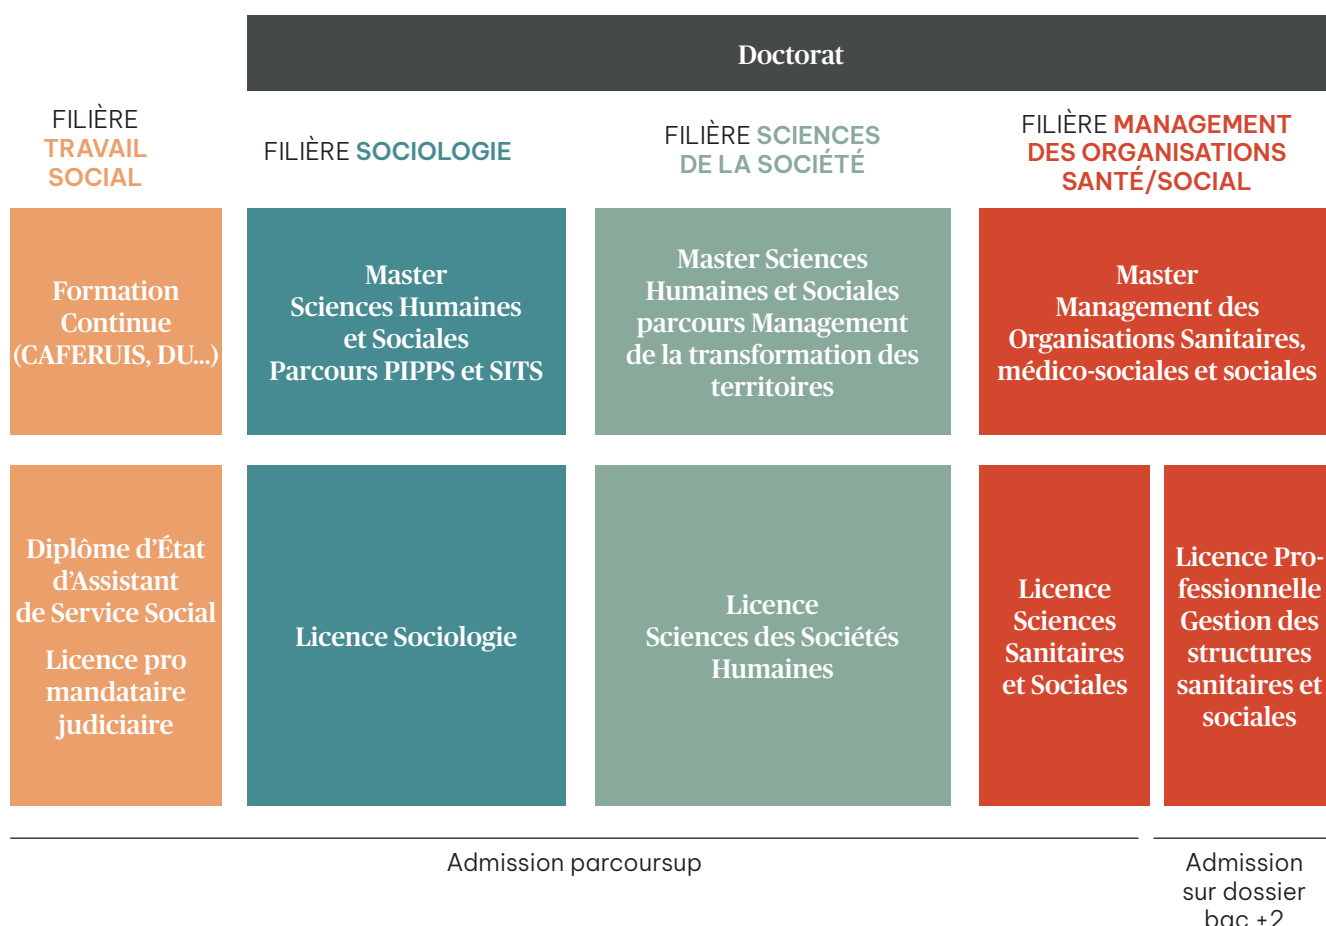 Doctorat
FILIÈRE
TRAVAIL
SOCIAL
FILIÈRE SOCIOLOGIE
FILIÈRE SCIENCES
DE LA SOCIÉTÉ
FILIÈRE MANAGEMENT
DES ORGANISATIONS
SANTÉ/SOCIAL
Formation
Continue
(CAFERUIS, DU...)
Master
Sciences Humaines
et Sociales
Parcours PIPPS et SITS
Master Sciences
Humaines et Sociales
parcours Management
de la transformation des
territoires
Master
Management des
Organisations Sanitaires,
médico-sociales et sociales
Diplôme d’État
d’Assistant
de Service Social
Licence pro
mandataire
judiciaire
Licence Sociologie
Licence
Sciences des Sociétés
Humaines
Licence
Sciences
Sanitaires
et Sociales
Licence Pro-
fessionnelle
Gestion des
structures
sanitaires et
sociales
Admission parcoursup
Admission
sur dossier
bac +2